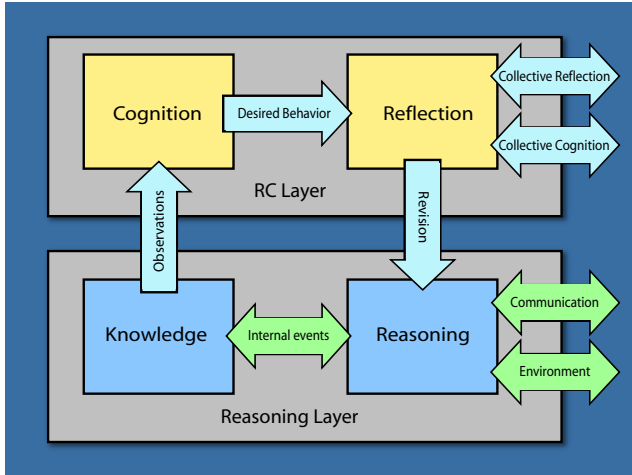 Cognition
Desired Behavior
Reflection
Collective Reflection
Collective Cognition
RC Layer
Observations
Revision
Knowledge
Internal events
Reasoning
Communication
Environment
Reasoning Layer